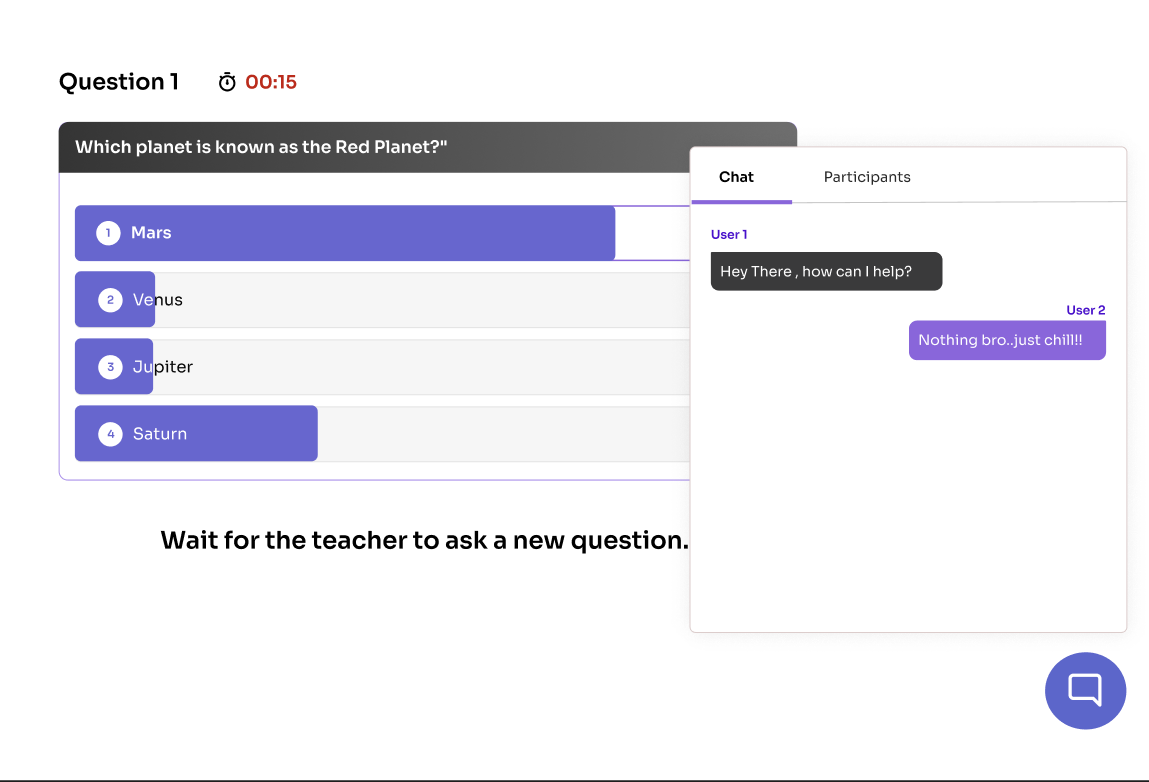 Question 1
00:15
Which planet is known as the Red Planet?"
1 Mars
2 Venus
3 Jupiter
4 Saturn
Wait for the teacher to ask a new question.
Chat Participants
User 1
Hey There , how can I help?
User 2
Nothing bro..just chill!!